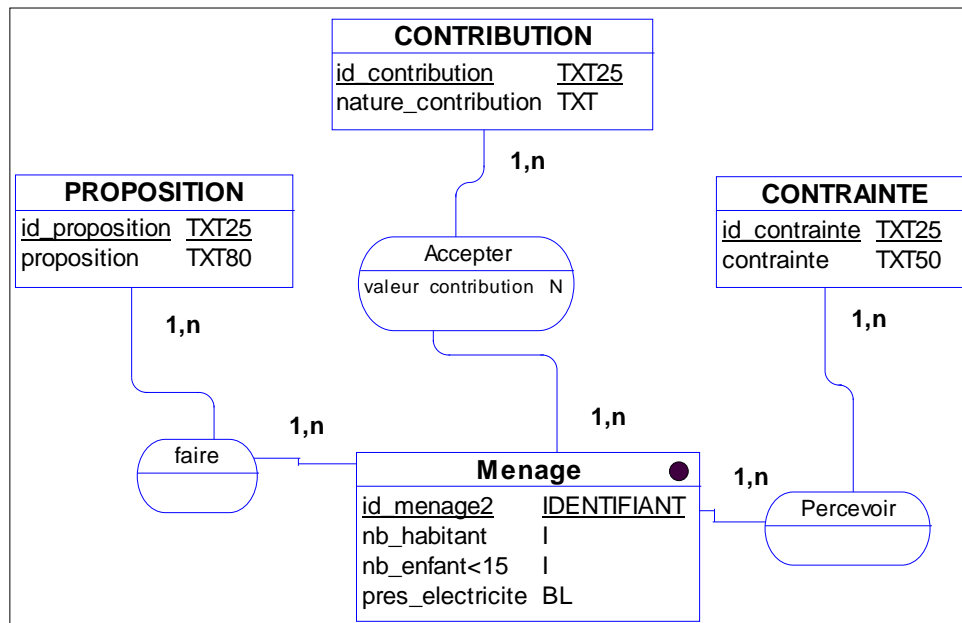 CONTRIBUTION
id_contribution TXT25
nature_contribution TXT
1,n
PROPOSITION
id_proposition TXT25
proposition TXT80
CONTRAINTE
id_contrainte TXT25
contrainte TXT50
Accepter
valeur contribution N
1,n
1,n
faire
1,n
1,n
Menage
id_menage2 IDENTIFIANT
nb_habitant I
nb_enfant<15 I
pres_electricite BL
1,n
Percevoir